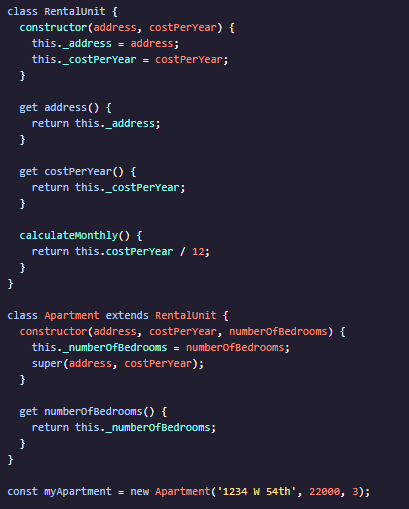 class RentalUnit {
  constructor(address, costPerYear) {
    this._address = address;
    this._costPerYear = costPerYear;
  }

  get address() {
    return this._address;
  }

  get costPerYear() {
    return this._costPerYear;
  }

  calculateMonthly() {
    return this.costPerYear / 12;
  }
}

class Apartment extends RentalUnit {
  constructor(address, costPerYear, numberOfBedrooms) {
    this._numberOfBedrooms = numberOfBedrooms;
    super(address, costPerYear);
  }

  get numberOfBedrooms() {
    return this._numberOfBedrooms;
  }
}

const myApartment = new Apartment('1234 W 54th', 22000, 3);